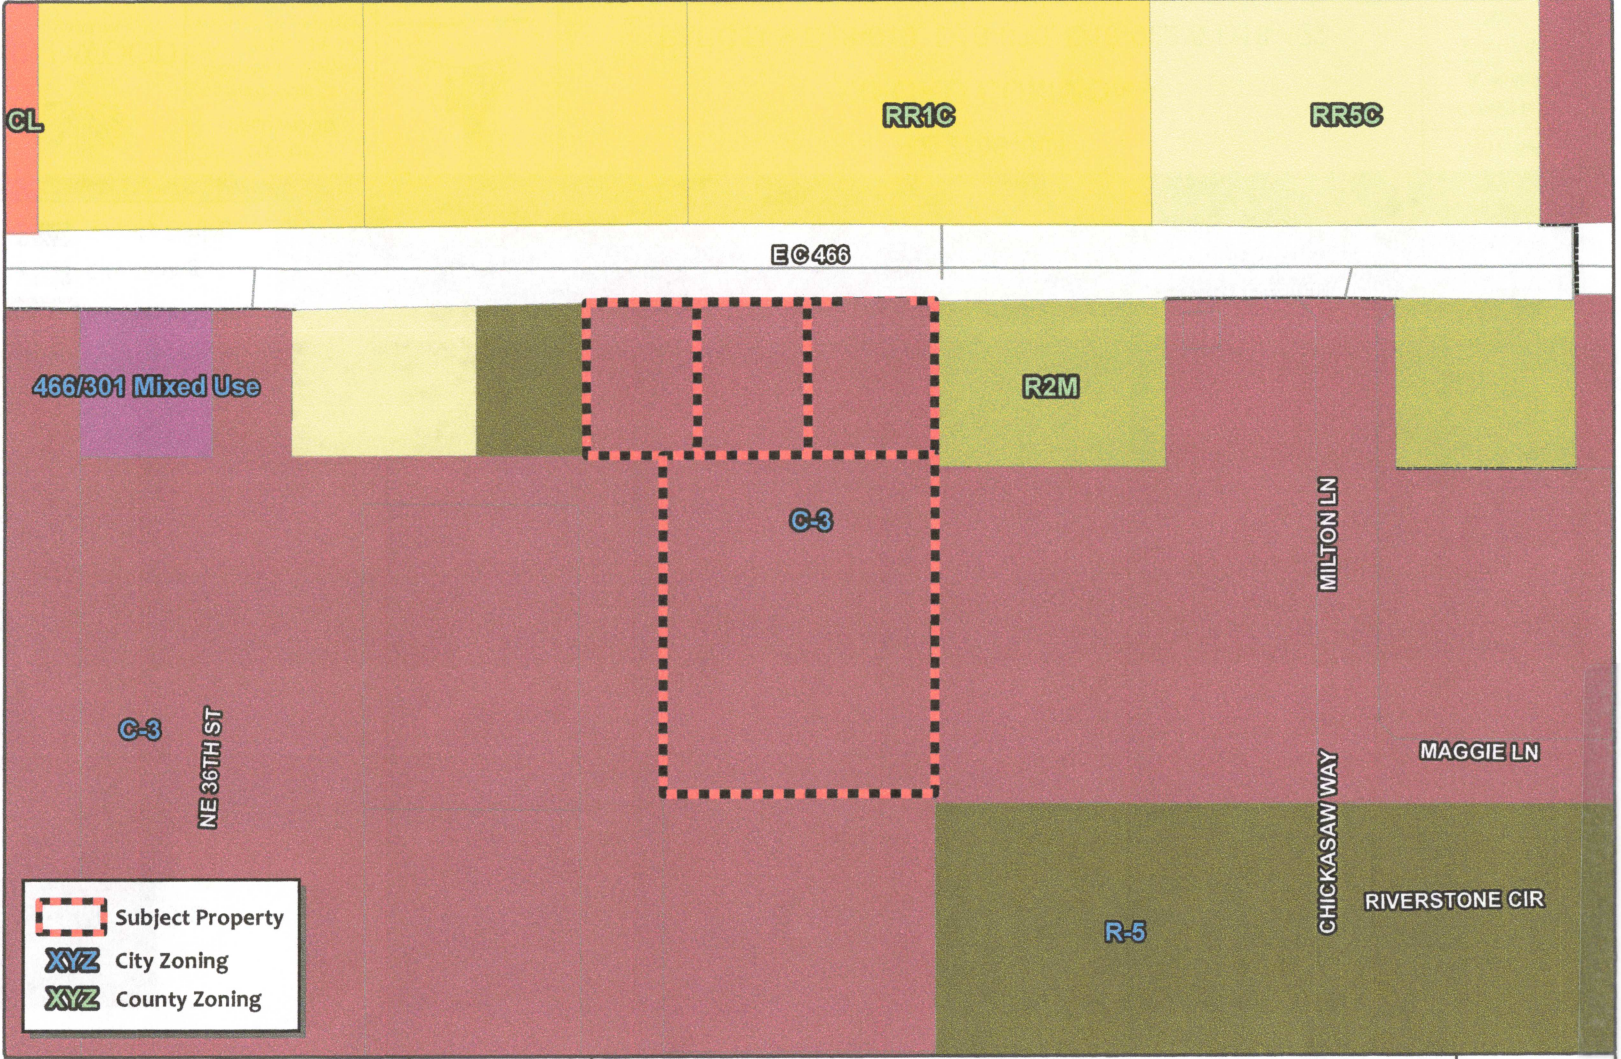 CL
RR1C
RR5C
E C 466
466/301 Mixed Use
R2M
C-3
MILTON LN
C-3
NE 36TH ST
MAGGIE LN
CHICKASAW WAY
RIVERSTONE CIR
R-5
Subject Property
XYZ City Zoning
XYZ County Zoning